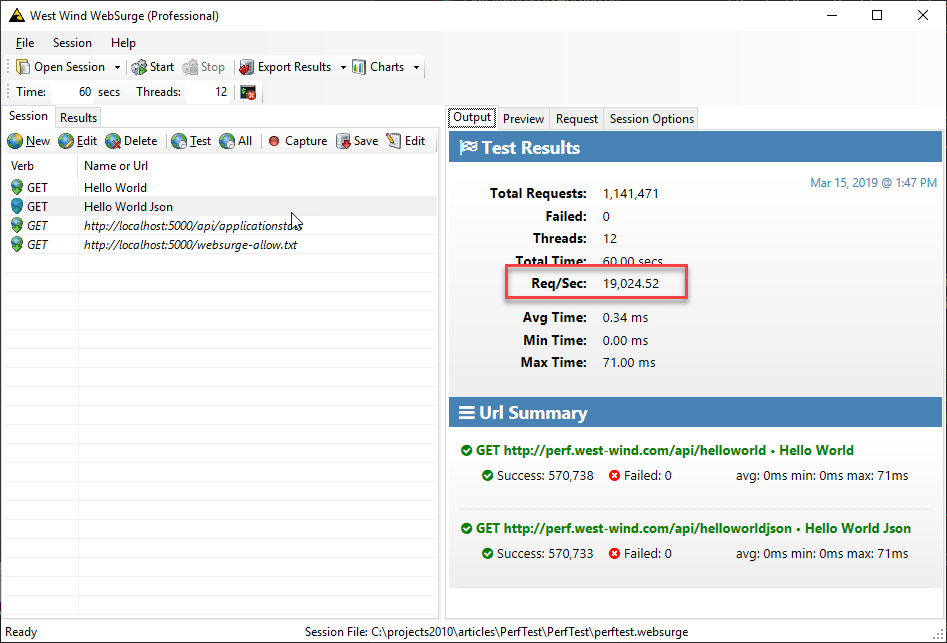 West Wind WebSurge (Professional)
File Session Help
Open Session Start Stop Export Results Charts
Time: 60 secs Threads: 12
Session Results
New Edit Delete Test All Capture Save Edit
Verb Name or Url
GET Hello World
GET Hello World Json
GET http://localhost:5000/api/applicationstats
GET http://localhost:5000/websurge-allow.txt
Output Preview Request Session Options
Test Results
Mar 15, 2019 @ 1:47 PM
Total Requests: 1,141,471
Failed: 0
Threads: 12
Total Time: 60.00 secs
Req/Sec: 19,024.52
Avg Time: 0.34 ms
Min Time: 0.00 ms
Max Time: 71.00 ms
Url Summary
GET http://perf.west-wind.com/api/helloworld • Hello World
Success: 570,738 Failed: 0 avg: 0ms min: 0ms max: 71ms
GET http://perf.west-wind.com/api/helloworldjson • Hello World Json
Success: 570,733 Failed: 0 avg: 0ms min: 0ms max: 71ms
Ready Session File: C:\projects2010\articles\PerfTest\PerfTest\perftest.websurge